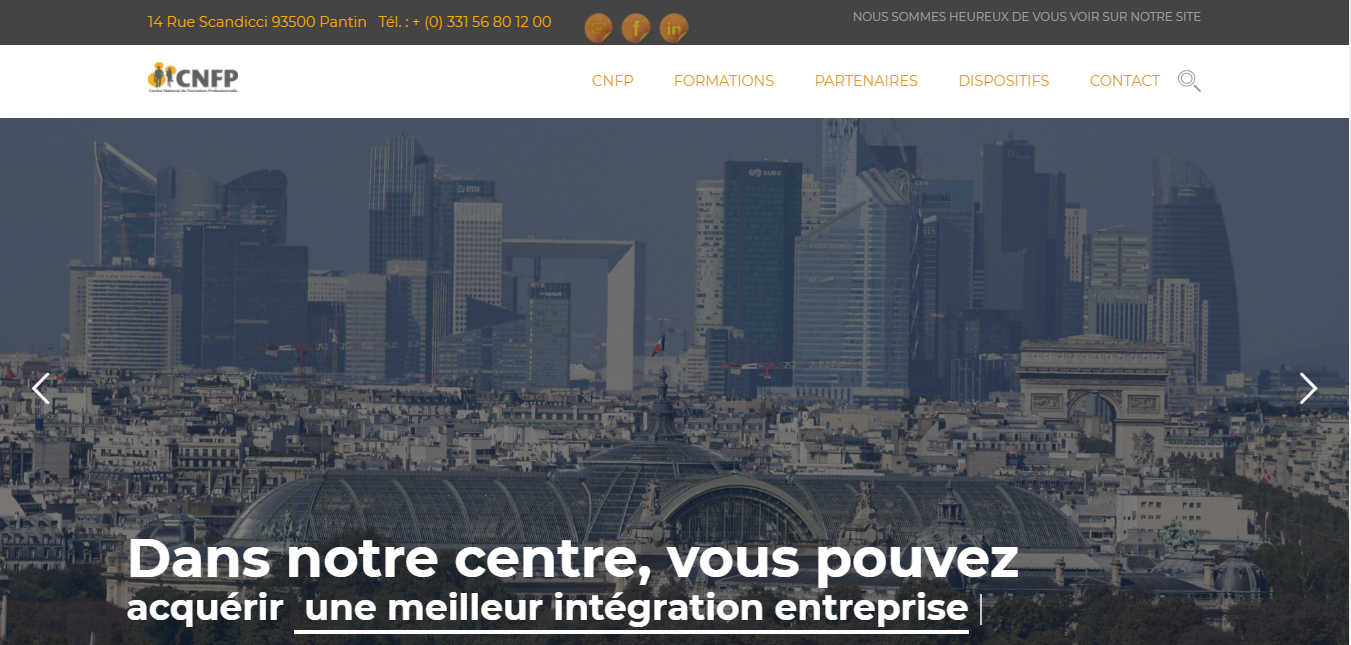 14 Rue Scandicci 93500 Pantin Tél. : + (0) 331 56 80 12 00
NOUS SOMMES HEUREUX DE VOUS VOIR SUR NOTRE SITE
CNFP
Centre National de Formation Professionnelle
CNFP FORMATIONS PARTENAIRES DISPOSITIFS CONTACT
Dans notre centre, vous pouvez
acquérir une meilleur intégration entreprise